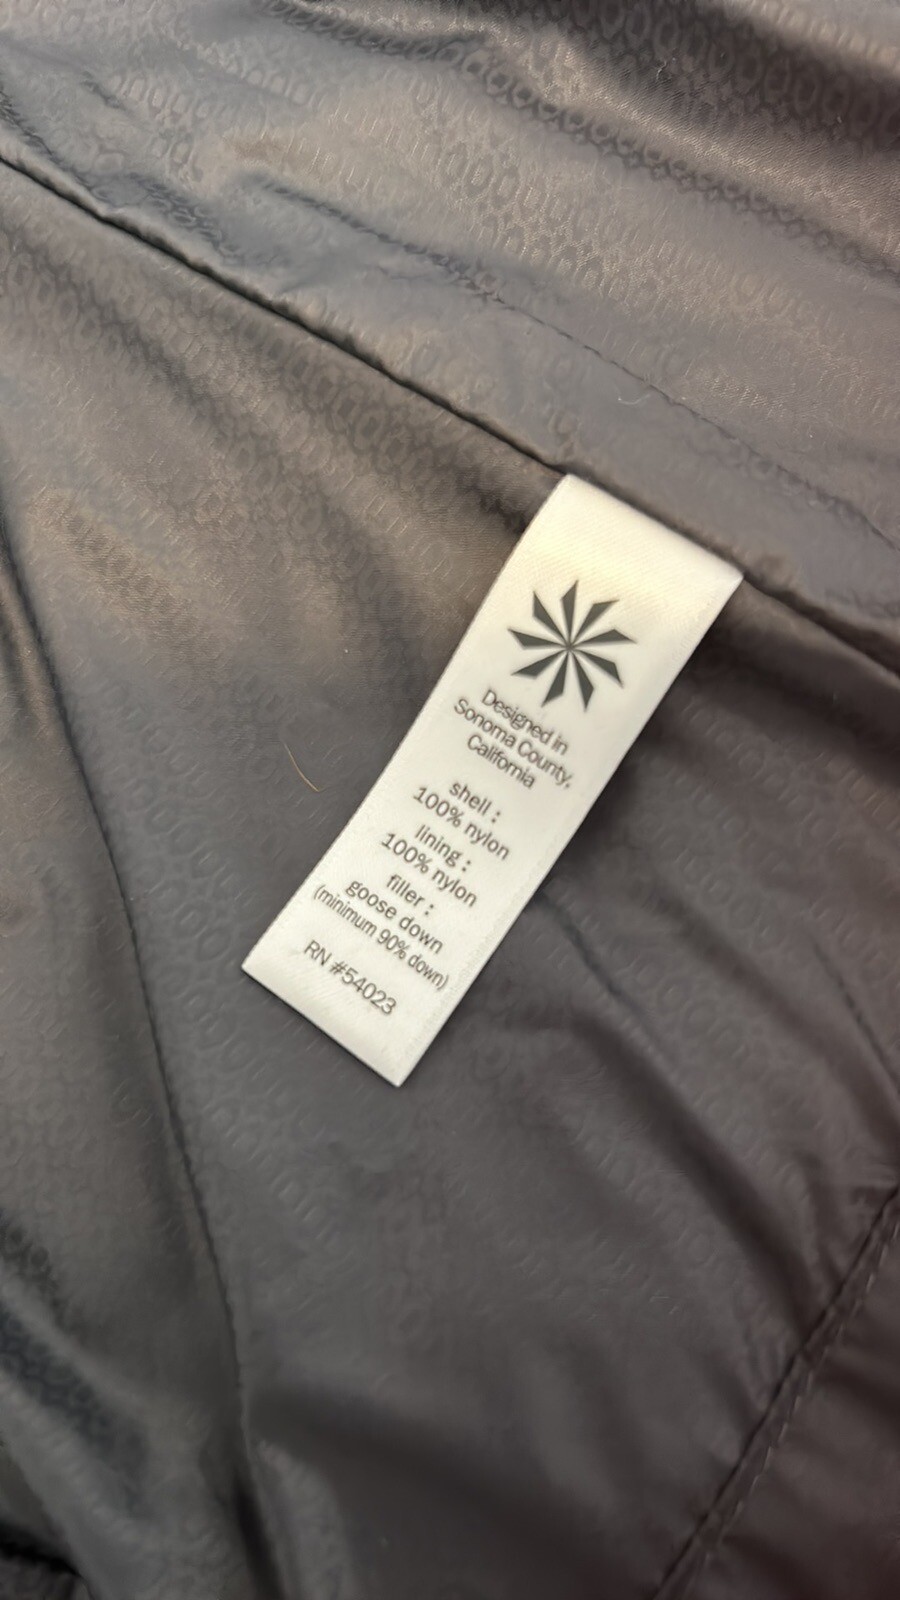 Designed in
Sonoma County,
California
shell :
100% nylon
lining :
100% nylon
filler :
goose down
(minimum 90% down)
RN #54023